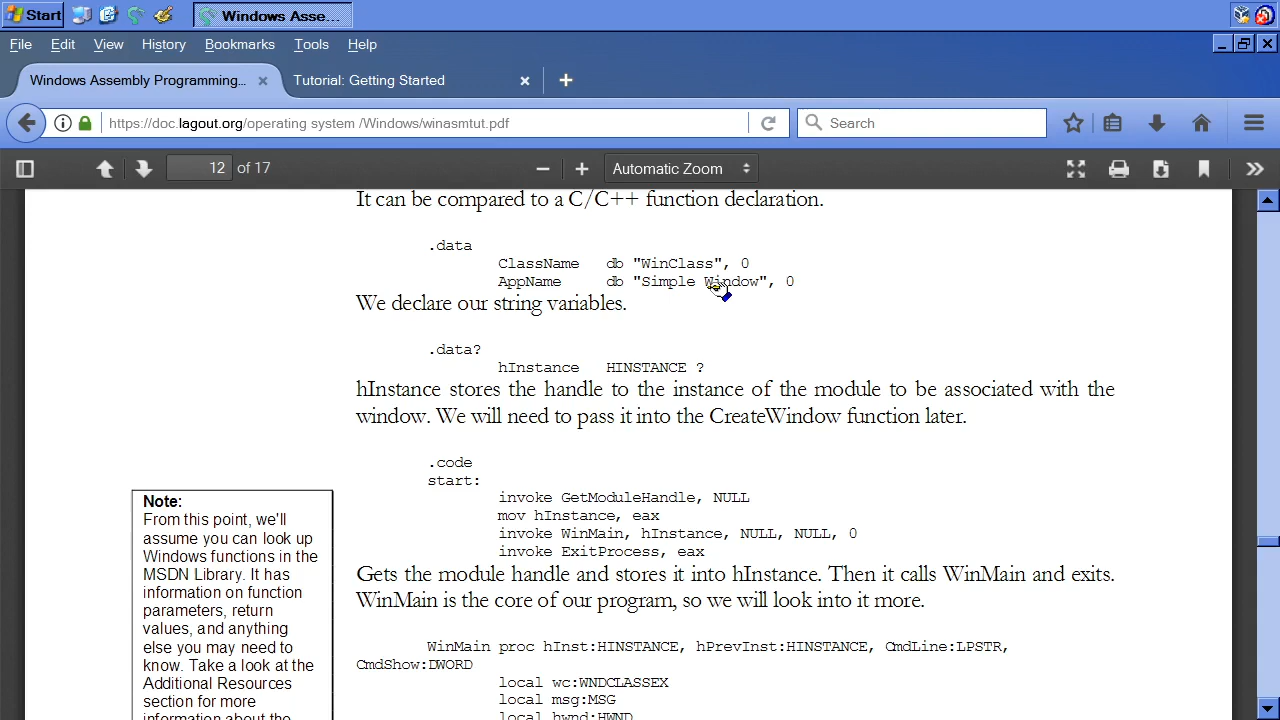 Start
Windows Asse...
File Edit View History Bookmarks Tools Help
Windows Assembly Programming...
Tutorial: Getting Started
https://doc.lagout.org/operating system /Windows/winasmtut.pdf
Search
12 of 17
Automatic Zoom
It can be compared to a C/C++ function declaration.
.data
ClassName db "WinClass", 0
AppName db "Simple Window", 0
We declare our string variables.
.data?
hInstance HINSTANCE ?
hInstance stores the handle to the instance of the module to be associated with the
window. We will need to pass it into the CreateWindow function later.
.code
start:
invoke GetModuleHandle, NULL
mov hInstance, eax
invoke WinMain, hInstance, NULL, NULL, 0
invoke ExitProcess, eax
Gets the module handle and stores it into hInstance. Then it calls WinMain and exits.
WinMain is the core of our program, so we will look into it more.
WinMain proc hInst:HINSTANCE, hPrevInst:HINSTANCE, CmdLine:LPSTR,
CmdShow:DWORD
local wc:WNDCLASSEX
local msg:MSG
local hwnd:HWND
Note:
From this point, we'll
assume you can look up
Windows functions in the
MSDN Library. It has
information on function
parameters, return
values, and anything
else you may need to
know. Take a look at the
Additional Resources
section for more
information about the